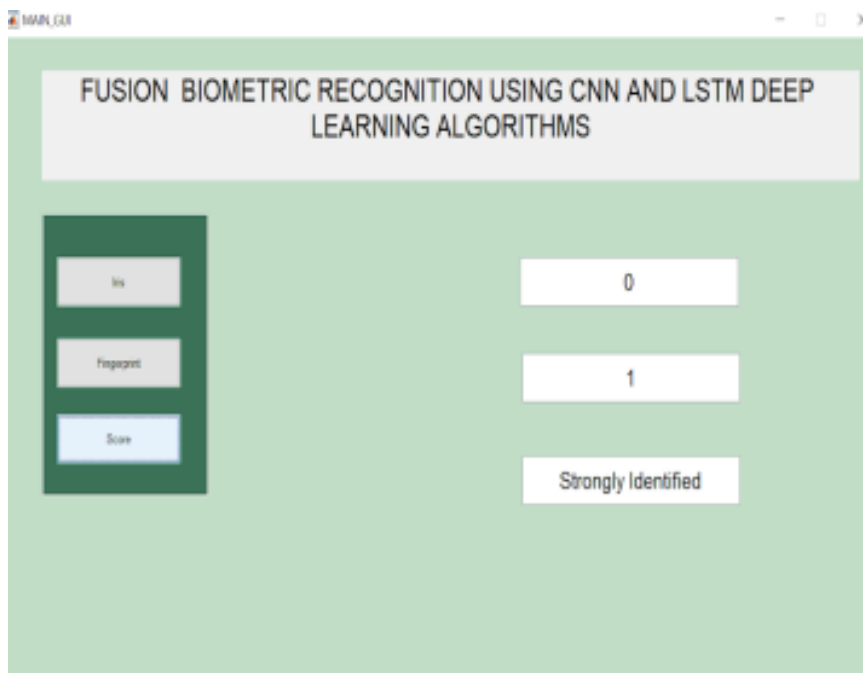 MAIN_GUI
FUSION BIOMETRIC RECOGNITION USING CNN AND LSTM DEEP
LEARNING ALGORITHMS
Iris
0
Fingerprint
1
Score
Strongly Identified